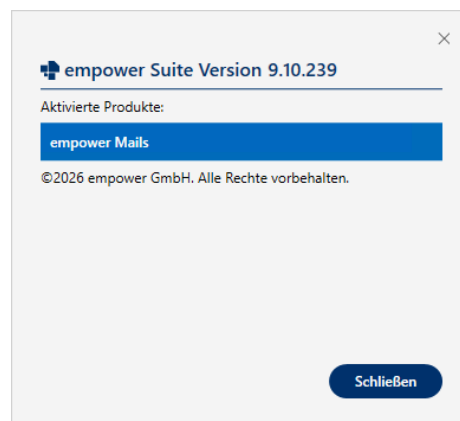 empower Suite Version 9.10.239
Aktivierte Produkte:
empower Mails
©2026 empower GmbH. Alle Rechte vorbehalten.
Schließen